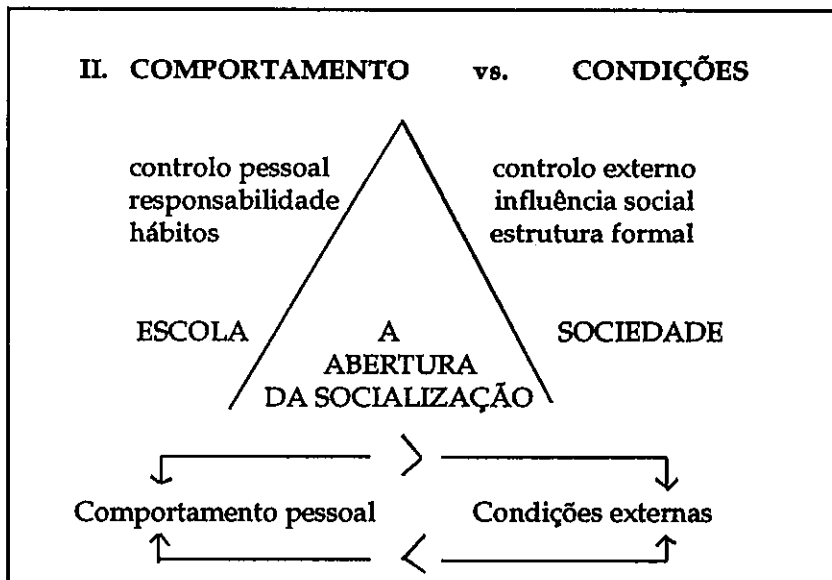 II. COMPORTAMENTO vs. CONDIÇÕES
controlo pessoal
responsabilidade
hábitos
controlo externo
influência social
estrutura formal
ESCOLA
A
ABERTURA
DA SOCIALIZAÇÃO
SOCIEDADE
Comportamento pessoal
Condições externas